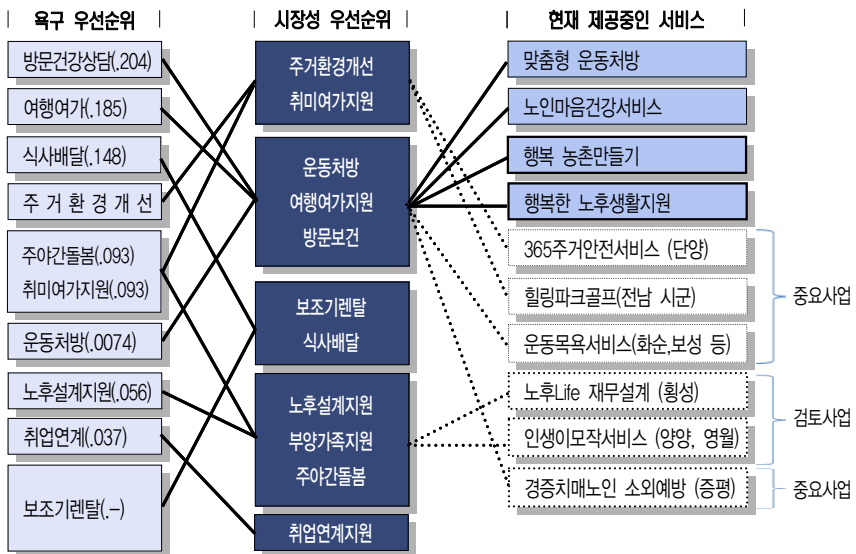 욕구 우선순위
시장성 우선순위
현재 제공중인 서비스
방문건강상담(.204)
여행여가(.185)
식사배달(.148)
주 거 환 경 개 선
주야간돌봄(.093)
취미여가지원(.093)
운동처방(.0074)
노후설계지원(.056)
취업연계(.037)
보조기렌탈(.-)
주거환경개선
취미여가지원
운동처방
여행여가지원
방문보건
보조기렌탈
식사배달
노후설계지원
부양가족지원
주야간돌봄
취업연계지원
맞춤형 운동처방
노인마음건강서비스
행복 농촌만들기
행복한 노후생활지원
365주거안전서비스 (단양)
힐링파크골프(전남 시군)
운동목욕서비스(화순,보성 등)
중요사업
노후Life 재무설계 (횡성)
인생이모작서비스 (양양, 영월)
검토사업
경증치매노인 소외예방 (증평)
중요사업